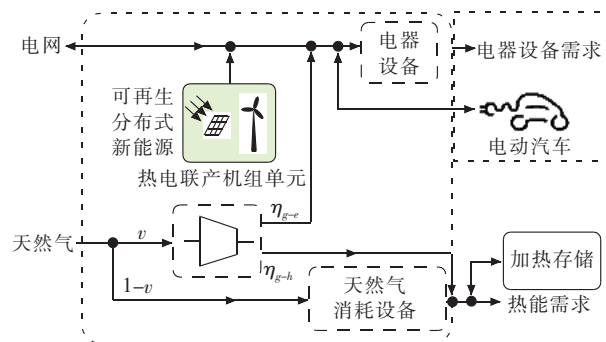 电网
电器
设备
电器设备需求
可再生
分布式
新能源
电动汽车
热电联产机组单元
ηg-e
天然气
v
ηg-h
加热存储
1-v
天然气
消耗设备
热能需求